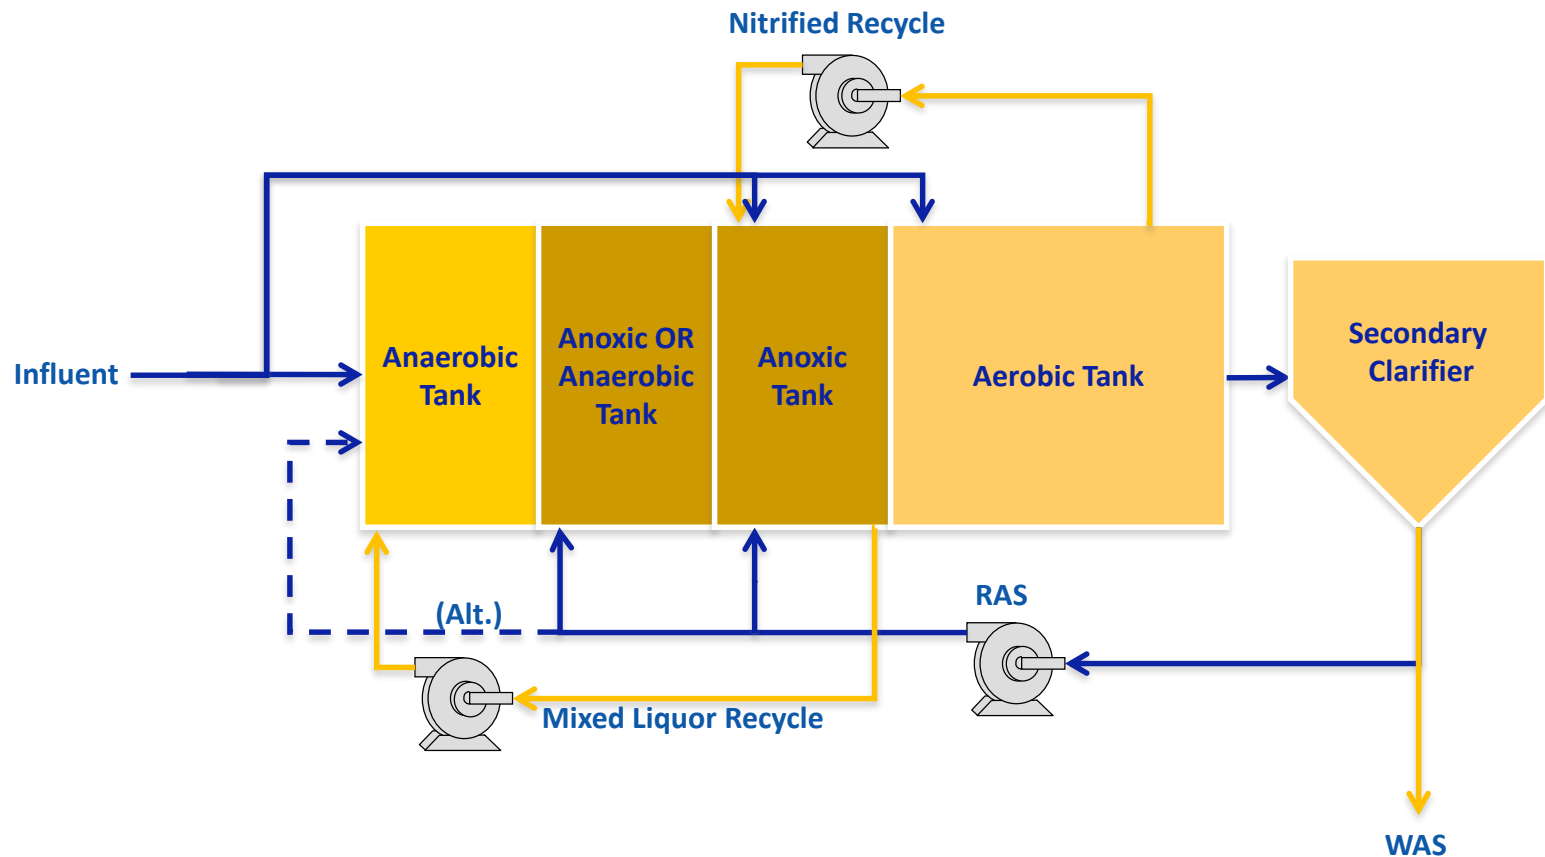 Nitrified Recycle
Influent
Anaerobic
Tank
Anoxic OR
Anaerobic
Tank
Anoxic
Tank
Aerobic Tank
Secondary
Clarifier
(Alt.)
RAS
Mixed Liquor Recycle
WAS